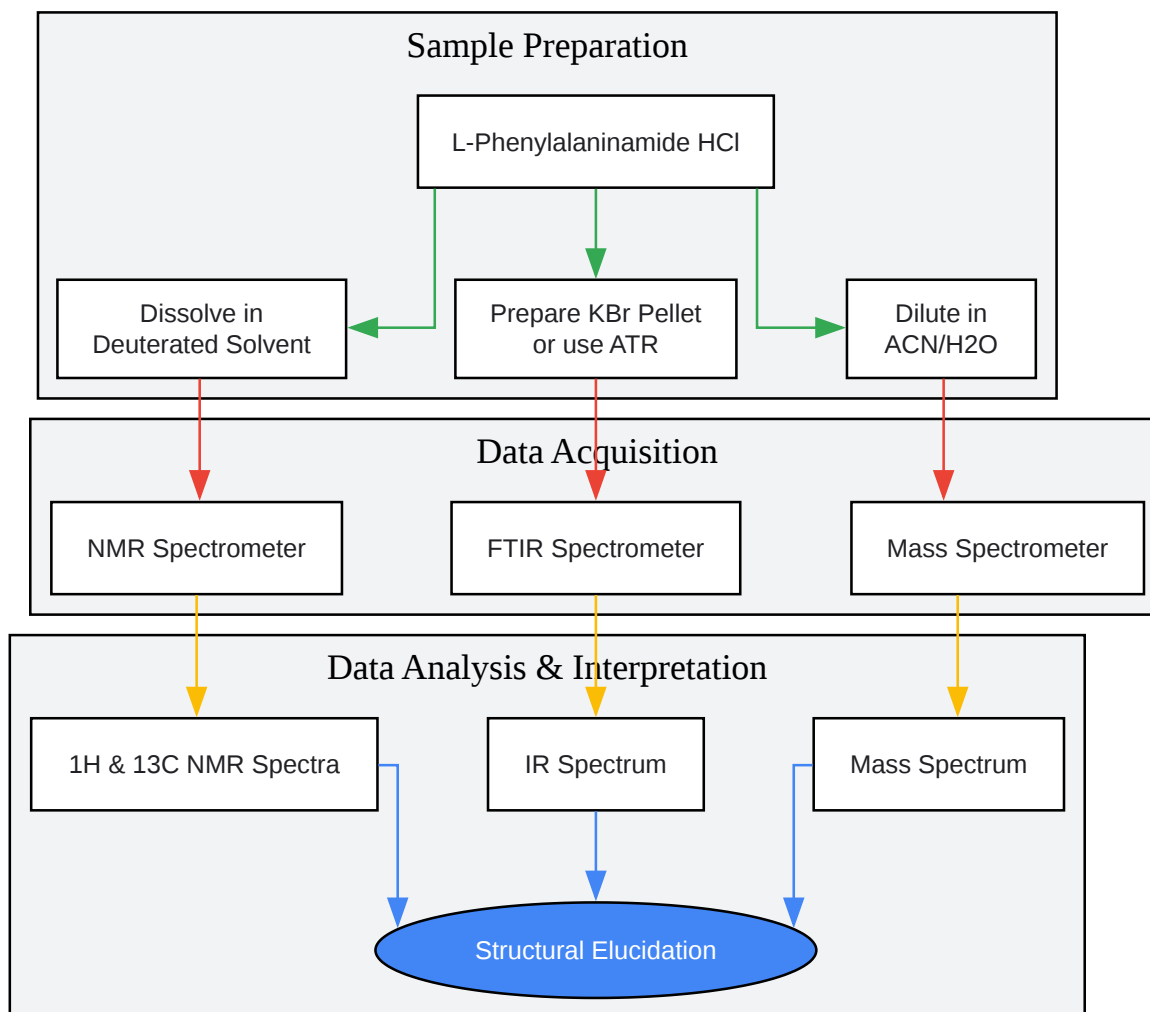 Sample Preparation
L-Phenylalaninamide HCl
Dissolve in
Deuterated Solvent
Prepare KBr Pellet
or use ATR
Dilute in
ACN/H2O
Data Acquisition
NMR Spectrometer
FTIR Spectrometer
Mass Spectrometer
Data Analysis & Interpretation
1H & 13C NMR Spectra
IR Spectrum
Mass Spectrum
Structural Elucidation